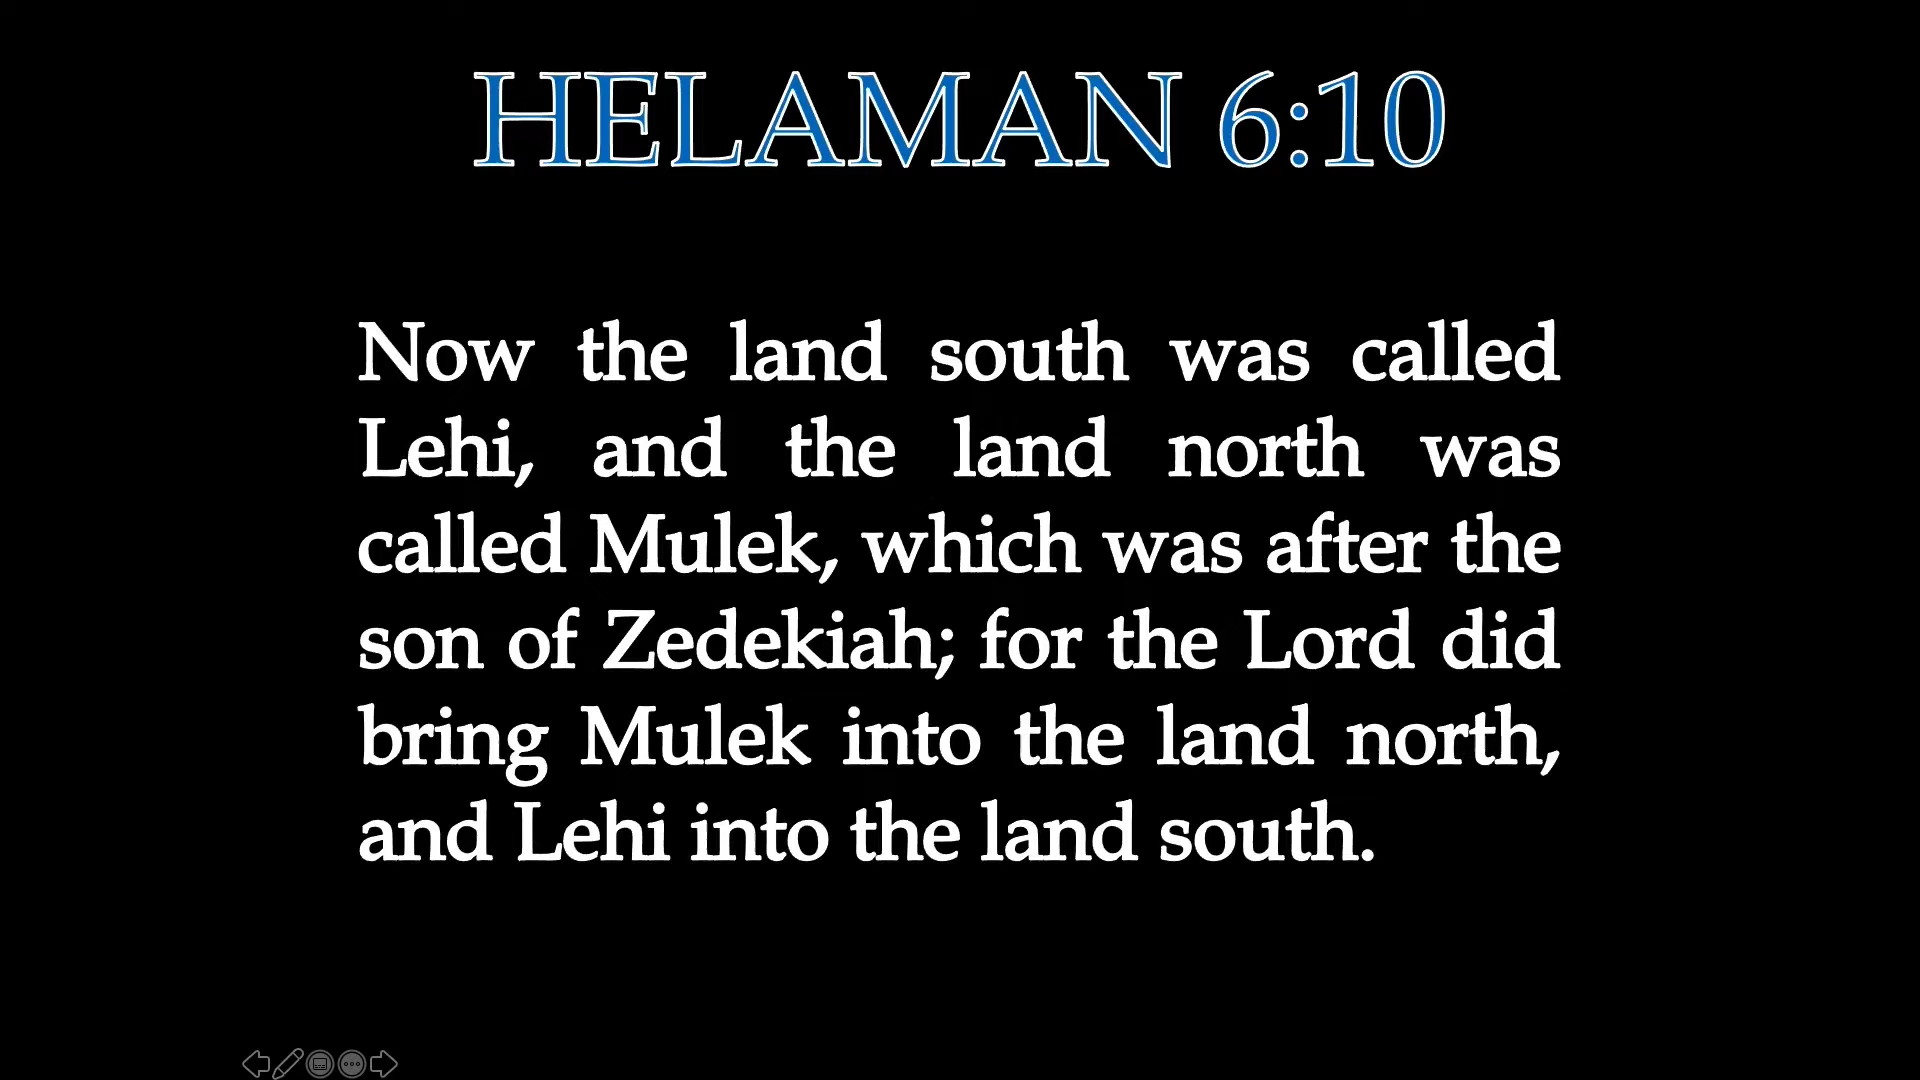 HELAMAN 6:10
Now the land south was called
Lehi, and the land north was
called Mulek, which was after the
son of Zedekiah; for the Lord did
bring Mulek into the land north,
and Lehi into the land south.